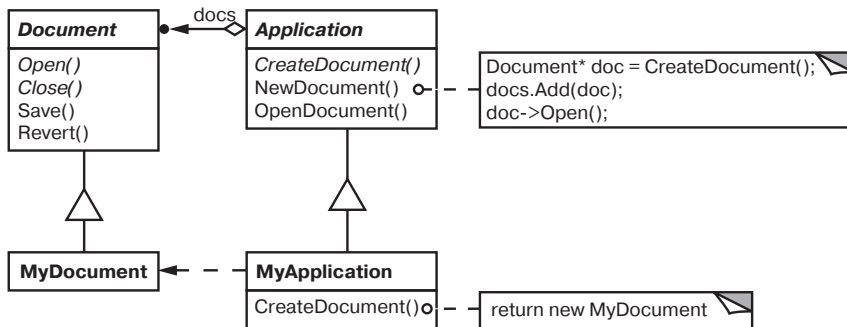 docs
Document
Open()
Close()
Save()
Revert()
Application
CreateDocument()
NewDocument()
OpenDocument()
Document* doc = CreateDocument();
docs.Add(doc);
doc->Open();
MyDocument
MyApplication
CreateDocument()
return new MyDocument